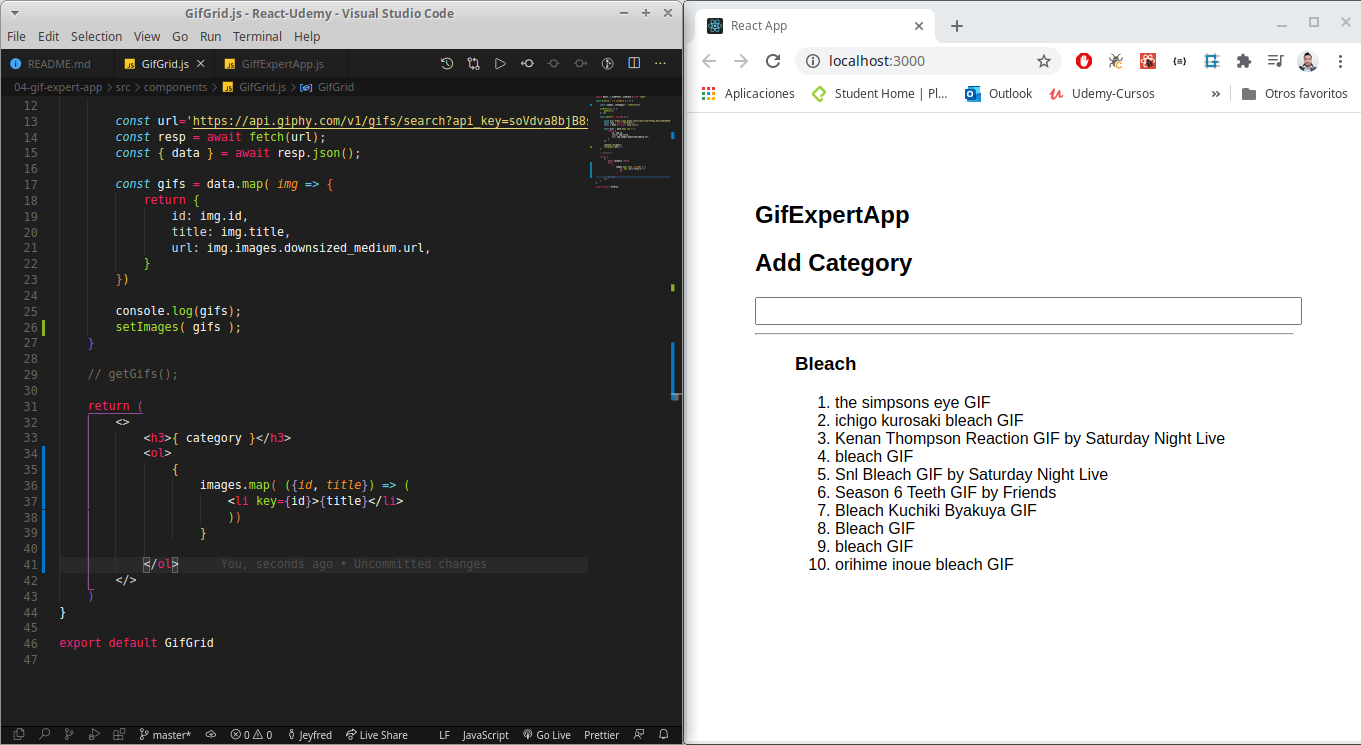 GifGrid.js - React-Udemy - Visual Studio Code
File Edit Selection View Go Run Terminal Help
README.md GifGrid.js GiffExpertApp.js
04-gif-expert-app > src > components > GifGrid.js > GifGrid
12
13 const url='https://api.giphy.com/v1/gifs/search?api_key=soVdva8bjB8s
14 const resp = await fetch(url);
15 const { data } = await resp.json();
16
17 const gifs = data.map( img => {
18 return {
19 id: img.id,
20 title: img.title,
21 url: img.images.downsized_medium.url,
22 }
23 })
24
25 console.log(gifs);
26 setImages( gifs );
27 }
28
29 // getGifs();
30
31 return (
32 <>
33 <h3>{ category }</h3>
34 <ol>
35 {
36 images.map( ({id, title}) => (
37 <li key={id}>{title}</li>
38 ))
39 }
40
41 </ol> You, seconds ago • Uncommitted changes
42 </>
43 )
44 }
45
46 export default GifGrid
47
master* 0 0 Jeyfred Live Share LF JavaScript Go Live Prettier
React App
localhost:3000
Aplicaciones Student Home | Pl... Outlook Udemy-Cursos » Otros favoritos
GifExpertApp
Add Category
Bleach
1. the simpsons eye GIF
2. ichigo kurosaki bleach GIF
3. Kenan Thompson Reaction GIF by Saturday Night Live
4. bleach GIF
5. Snl Bleach GIF by Saturday Night Live
6. Season 6 Teeth GIF by Friends
7. Bleach Kuchiki Byakuya GIF
8. Bleach GIF
9. bleach GIF
10. orihime inoue bleach GIF